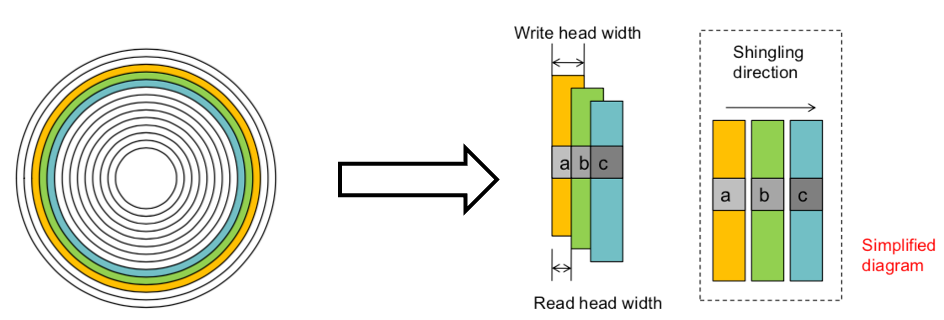 Write head width
a b c
Read head width
Shingling
direction
a b c
Simplified
diagram